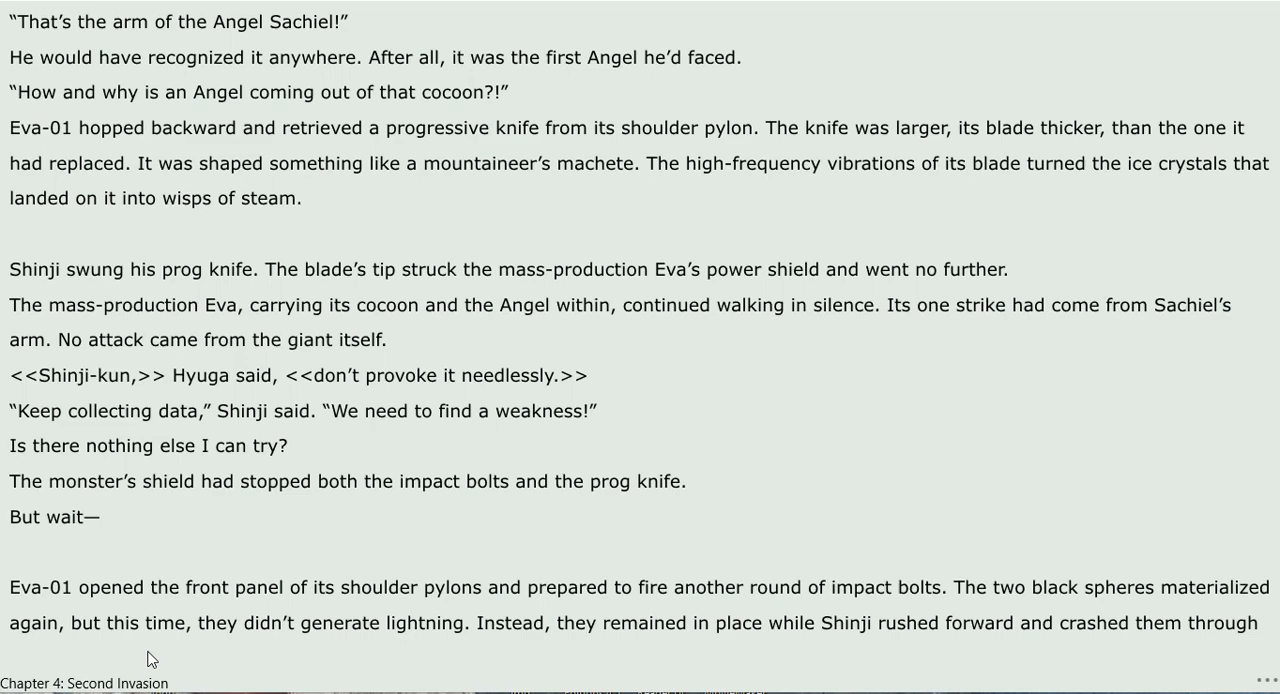 “That’s the arm of the Angel Sachiel!”
He would have recognized it anywhere. After all, it was the first Angel he’d faced.
“How and why is an Angel coming out of that cocoon?!”
Eva-01 hopped backward and retrieved a progressive knife from its shoulder pylon. The knife was larger, its blade thicker, than the one it
had replaced. It was shaped something like a mountaineer’s machete. The high-frequency vibrations of its blade turned the ice crystals that
landed on it into wisps of steam.
Shinji swung his prog knife. The blade’s tip struck the mass-production Eva’s power shield and went no further.
The mass-production Eva, carrying its cocoon and the Angel within, continued walking in silence. Its one strike had come from Sachiel’s
arm. No attack came from the giant itself.
<<Shinji-kun,>> Hyuga said, <<don’t provoke it needlessly.>>
“Keep collecting data,” Shinji said. “We need to find a weakness!”
Is there nothing else I can try?
The monster’s shield had stopped both the impact bolts and the prog knife.
But wait—
Eva-01 opened the front panel of its shoulder pylons and prepared to fire another round of impact bolts. The two black spheres materialized
again, but this time, they didn’t generate lightning. Instead, they remained in place while Shinji rushed forward and crashed them through
Chapter 4: Second Invasion